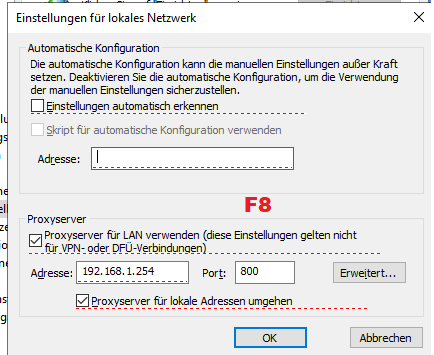 Einstellungen für lokales Netzwerk
Automatische Konfiguration
Die automatische Konfiguration kann die manuellen Einstellungen außer Kraft
setzen. Deaktivieren Sie die automatische Konfiguration, um die Verwendung
der manuellen Einstellungen sicherzustellen.
Einstellungen automatisch erkennen
Skript für automatische Konfiguration verwenden
Adresse:
F8
Proxyserver
Proxyserver für LAN verwenden (diese Einstellungen gelten nicht
für VPN- oder DFÜ-Verbindungen)
Adresse: 192.168.1.254 Port: 800 Erweitert...
Proxyserver für lokale Adressen umgehen
OK Abbrechen